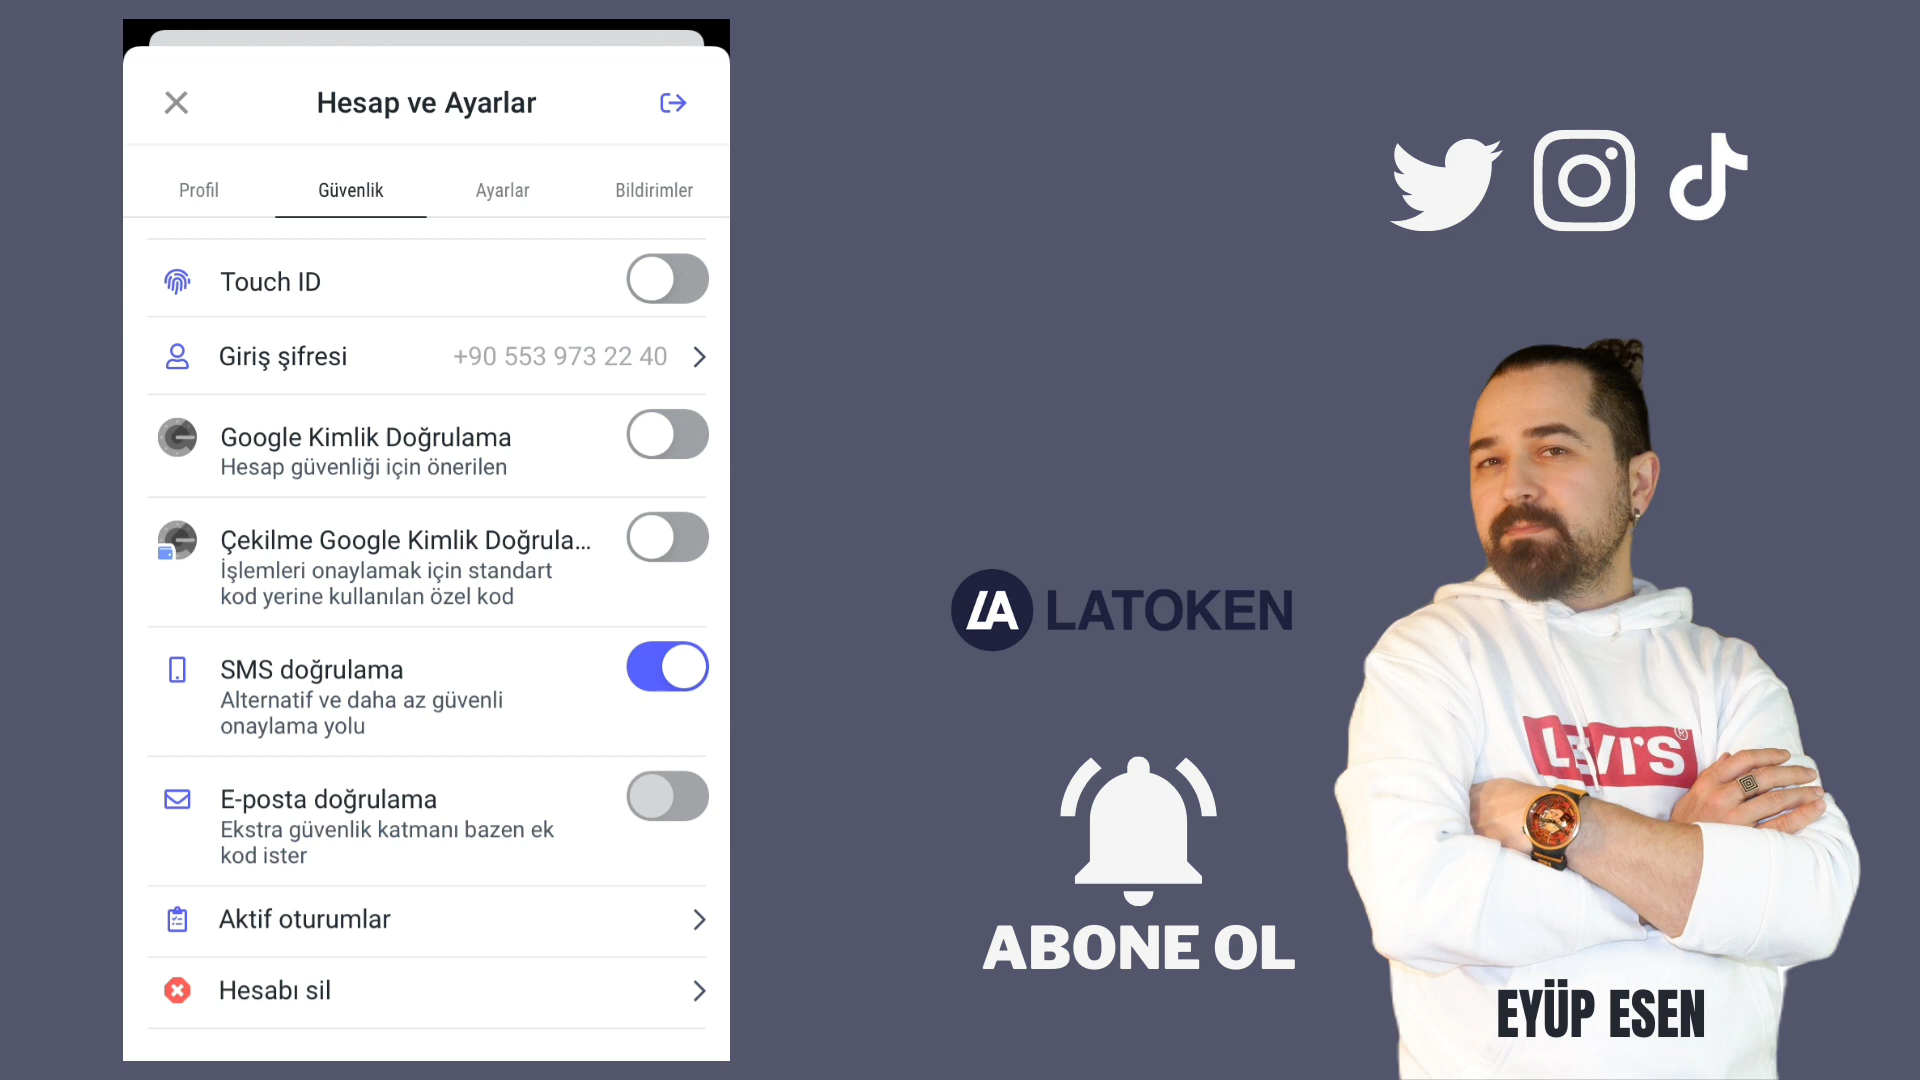 Hesap ve Ayarlar
Profil
Güvenlik
Ayarlar
Bildirimler
Touch ID
Giriş şifresi
+90 553 973 22 40
Google Kimlik Doğrulama
Hesap güvenliği için önerilen
Çekilme Google Kimlik Doğrula...
İşlemleri onaylamak için standart
kod yerine kullanılan özel kod
SMS doğrulama
Alternatif ve daha az güvenli
onaylama yolu
E-posta doğrulama
Ekstra güvenlik katmanı bazen ek
kod ister
Aktif oturumlar
Hesabı sil
LA LATOKEN
ABONE OL
LEVI'S®
EYÜP ESEN